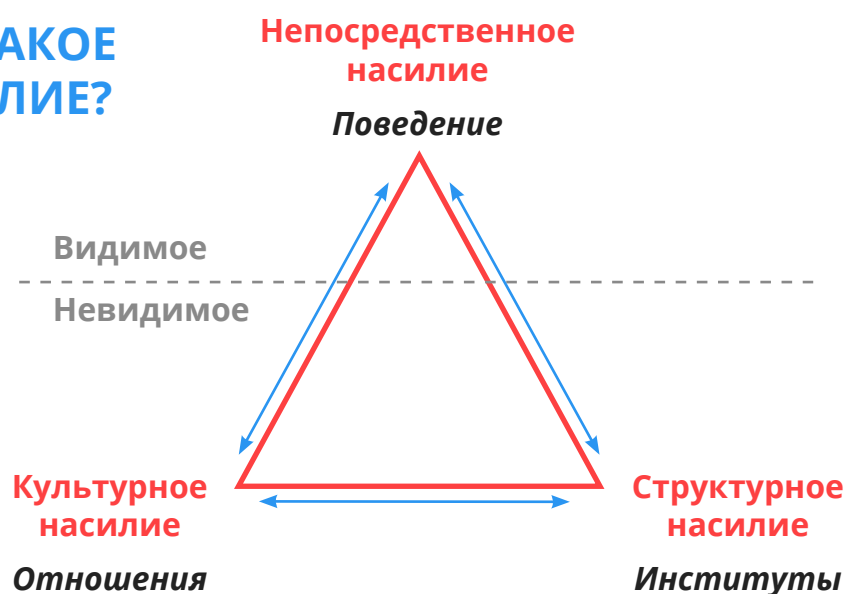 АКОЕ
ЛИЕ?
Непосредственное
насилие
Поведение
Видимое
Невидимое
Культурное
насилие
Отношения
Структурное
насилие
Институты